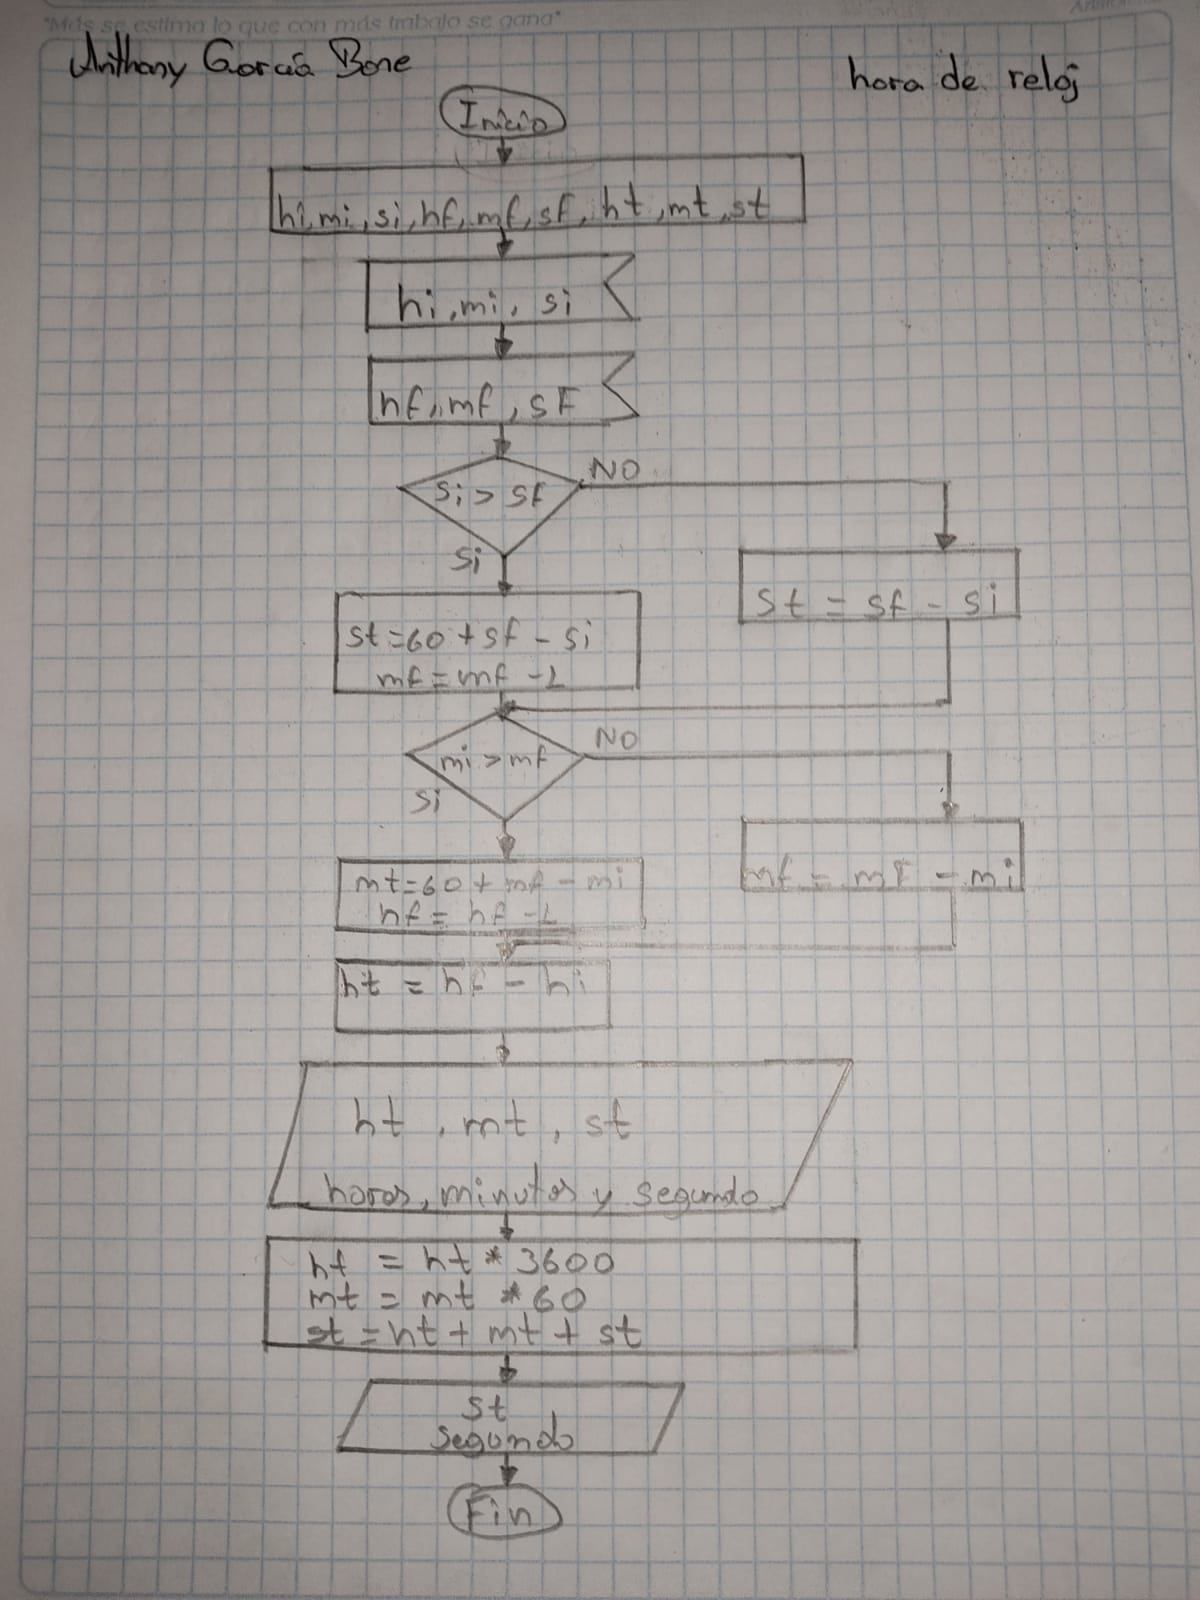 "Más se estima lo que con más trabajo se gana"
Anthony García Bone
hora de reloj
Inicio
hi, mi, si, hf, mf, sf, ht, mt, st
hi, mi, si
hf, mf, sF
Si > Sf
NO
Si
st = sf - si
st=60 + sf - si
mf = mf -1
mi > mf
NO
Si
mf = mF - mi
mt=60 + mf - mi
hf = hf -1
ht = hf - hi
ht, mt, st
horas, minutos y segundo
ht = ht * 3600
mt = mt * 60
st = ht + mt + st
st
segundo
Fin